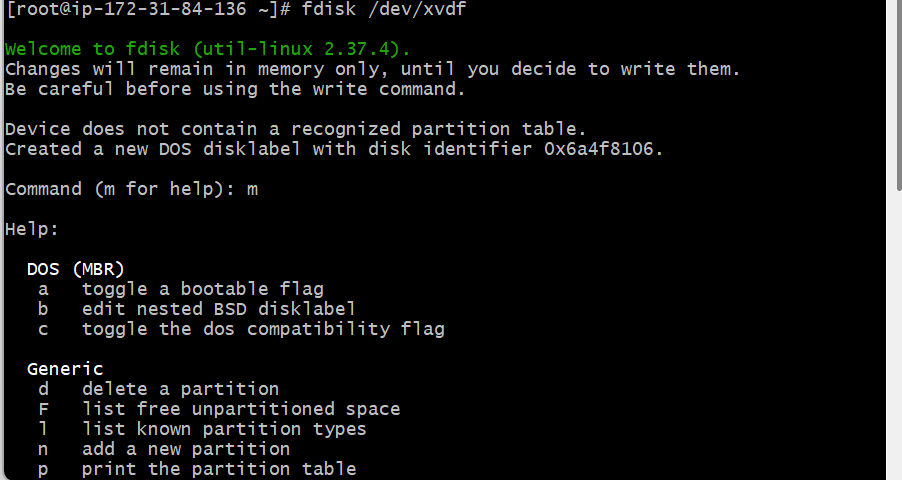 [root@ip-172-31-84-136 ~]# fdisk /dev/xvdf
Welcome to fdisk (util-linux 2.37.4).
Changes will remain in memory only, until you decide to write them.
Be careful before using the write command.
Device does not contain a recognized partition table.
Created a new DOS disklabel with disk identifier 0x6a4f8106.
Command (m for help): m
Help:
DOS (MBR)
a toggle a bootable flag
b edit nested BSD disklabel
c toggle the dos compatibility flag
Generic
d delete a partition
F list free unpartitioned space
l list known partition types
n add a new partition
p print the partition table